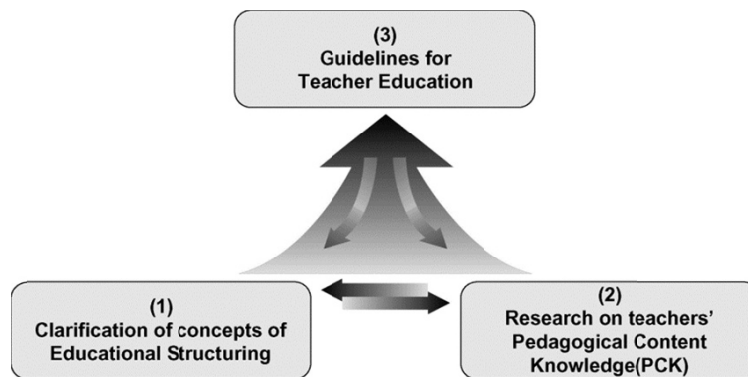 (3)
Guidelines for
Teacher Education
(1)
Clarification of concepts of
Educational Structuring
(2)
Research on teachers'
Pedagogical Content
Knowledge(PCK)